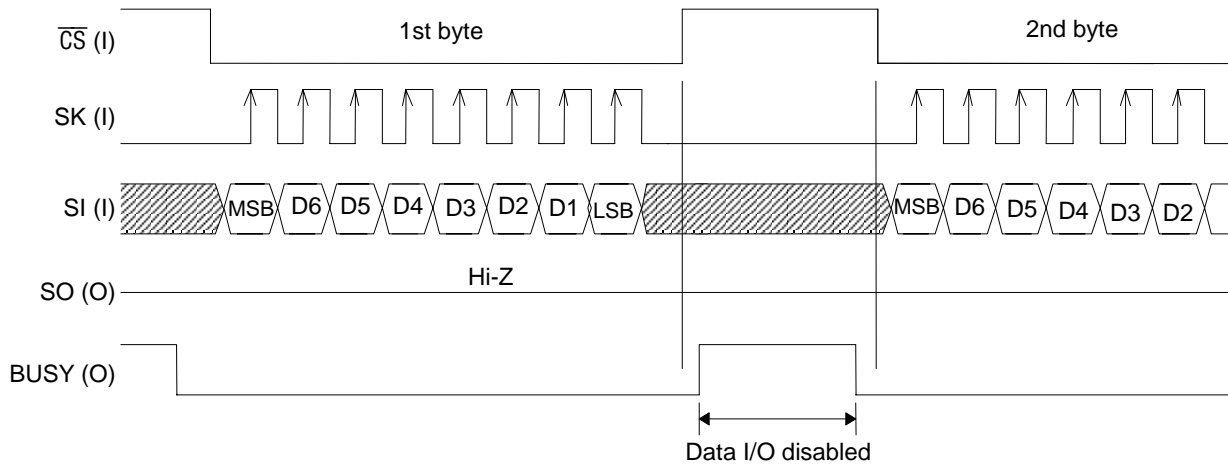 C̅S̅ (I) 1st byte 2nd byte
SK (I)
SI (I) MSB D6 D5 D4 D3 D2 D1 LSB MSB D6 D5 D4 D3 D2
Hi-Z
SO (O)
BUSY (O)
Data I/O disabled